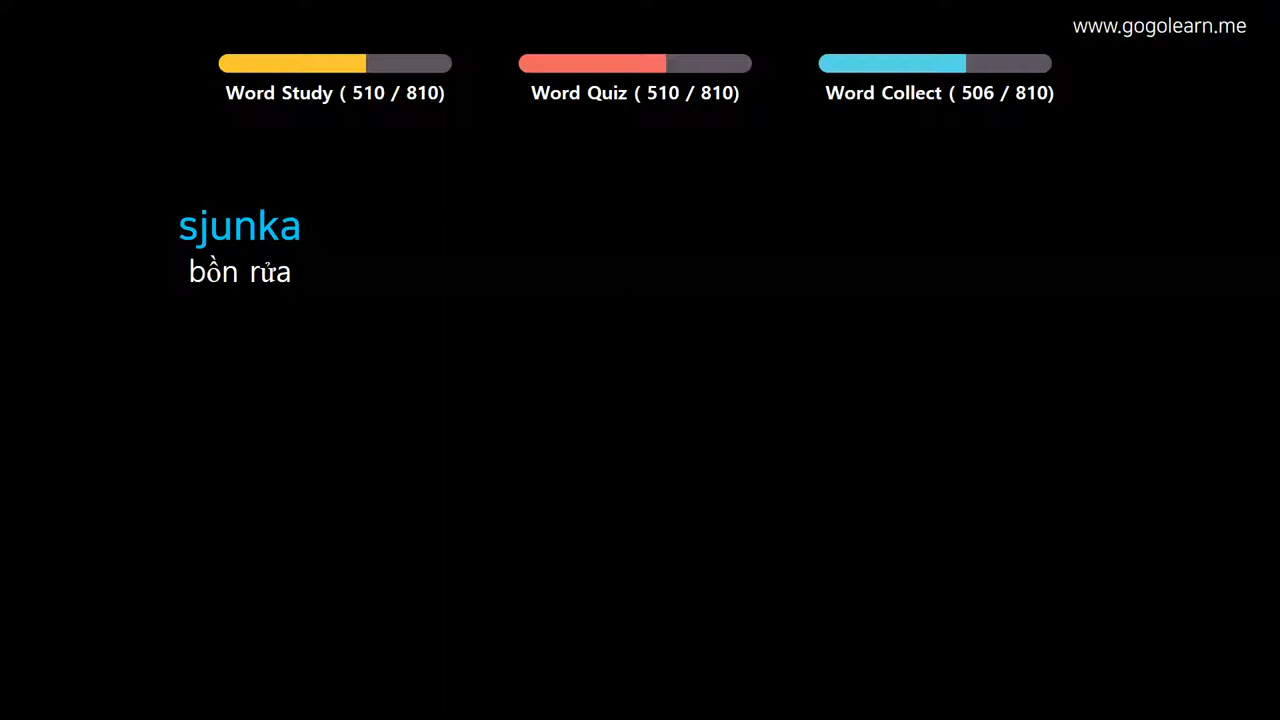 www.gogolearn.me
Word Study ( 510 / 810)
Word Quiz ( 510 / 810)
Word Collect ( 506 / 810)
sjunka
bồn rửa